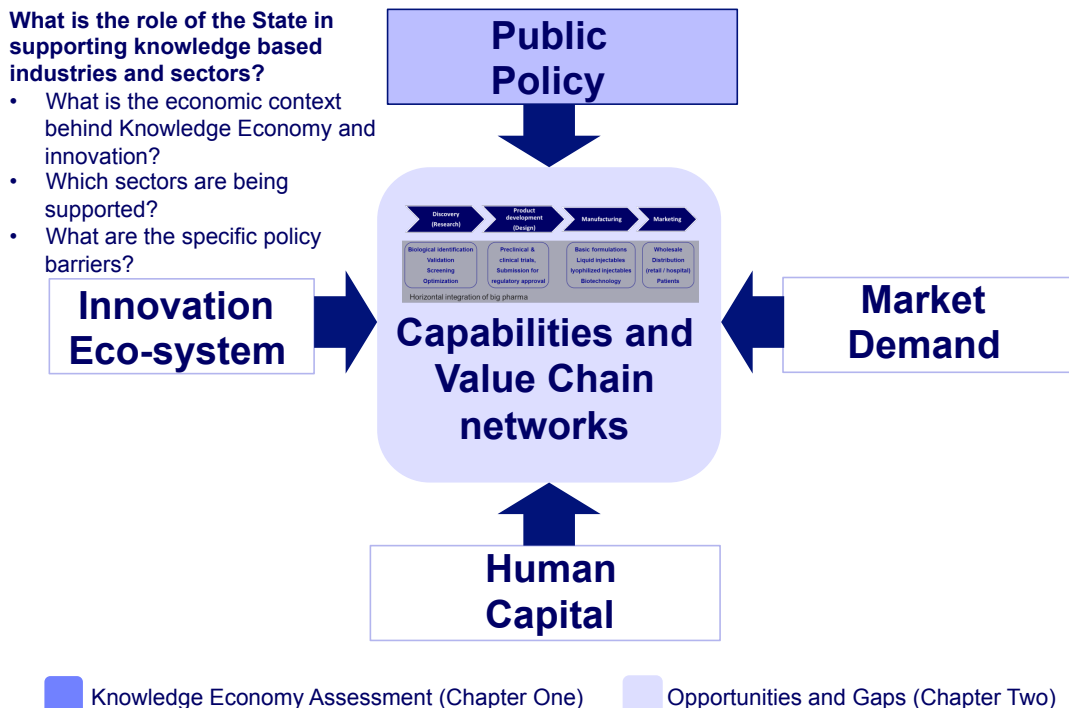 What is the role of the State in
supporting knowledge based
industries and sectors?
• What is the economic context
behind Knowledge Economy and
innovation?
• Which sectors are being
supported?
• What are the specific policy
barriers?
Public
Policy
Innovation
Eco-system
Discovery
(Research)
Product
development
(Design)
Manufacturing
Marketing
Biological identification
Validation
Screening
Optimization
Preclinical &
clinical trials,
Submission for
regulatory approval
Basic formulations
Liquid injectables
lyophilized injectables
Biotechnology
Wholesale
Distribution
(retail / hospital)
Patients
Horizontal integration of big pharma
Capabilities and
Value Chain
networks
Market
Demand
Human
Capital
Knowledge Economy Assessment (Chapter One)
Opportunities and Gaps (Chapter Two)